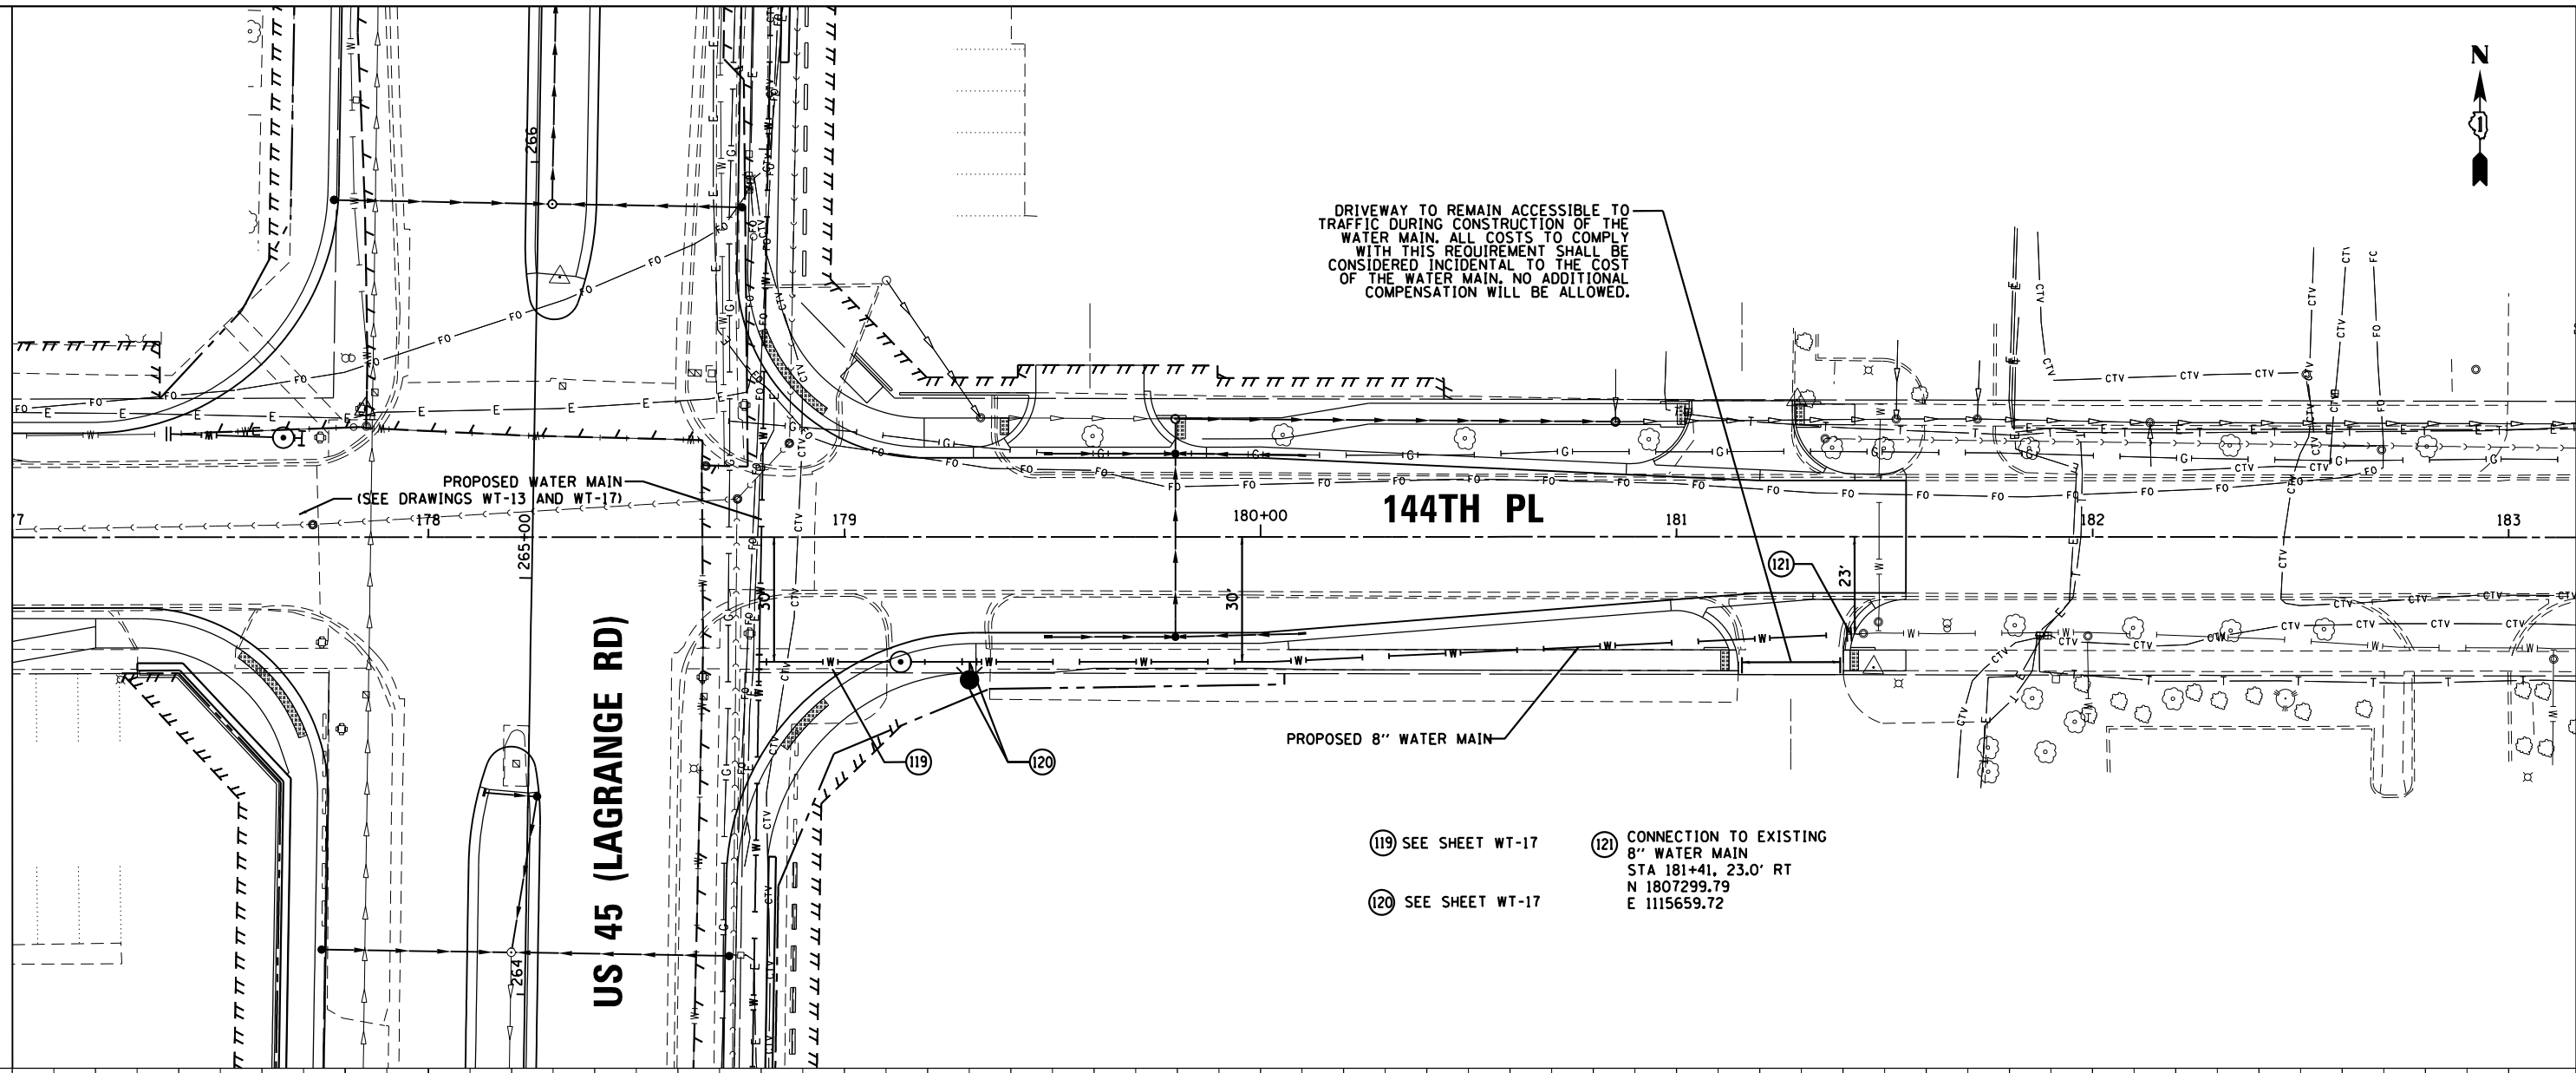 N
1
266
DRIVEWAY TO REMAIN ACCESSIBLE TO
TRAFFIC DURING CONSTRUCTION OF THE
WATER MAIN. ALL COSTS TO COMPLY
WITH THIS REQUIREMENT SHALL BE
CONSIDERED INCIDENTAL TO THE COST
OF THE WATER MAIN. NO ADDITIONAL
COMPENSATION WILL BE ALLOWED.
PROPOSED WATER MAIN
(SEE DRAWINGS WT-13 AND WT-17)
144TH PL
178
179
180+00
181
182
183
265+00
30'
30'
23'
121
US 45 (LAGRANGE RD)
PROPOSED 8'' WATER MAIN
119
120
264
119 SEE SHEET WT-17
120 SEE SHEET WT-17
121 CONNECTION TO EXISTING
8'' WATER MAIN
STA 181+41, 23.0' RT
N 1807299.79
E 1115659.72